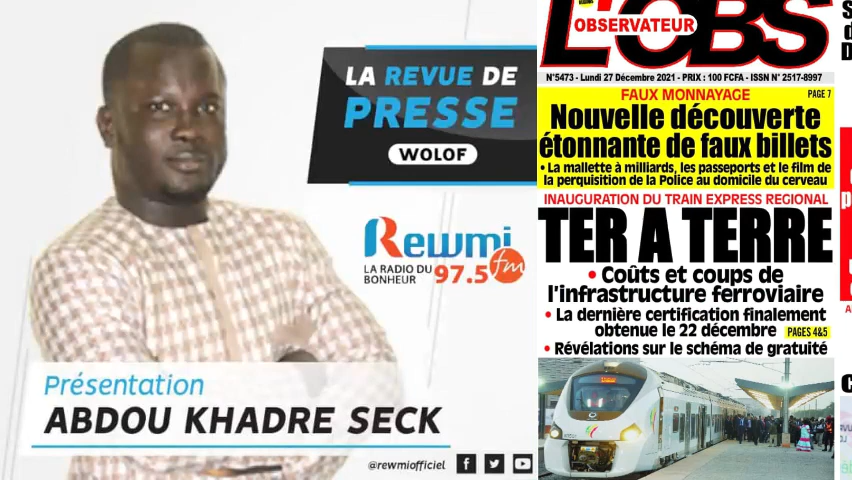 LA REVUE DE
PRESSE
WOLOF
Rewmi
fm
LA RADIO DU
BONHEUR
97.5
Présentation
ABDOU KHADRE SECK
@rewmiofficiel
L'OBS
OBSERVATEUR
N°5473 - Lundi 27 Décembre 2021 - PRIX : 100 FCFA - ISSN N° 2517-8997
FAUX MONNAYAGE
PAGE 7
Nouvelle découverte
étonnante de faux billets
• La mallette à milliards, les passeports et le film de
la perquisition de la Police au domicile du cerveau
INAUGURATION DU TRAIN EXPRESS REGIONAL
TER A TERRE
• Coûts et coups de
l'infrastructure ferroviaire
• La dernière certification finalement
obtenue le 22 décembre
PAGES 4&5
• Révélations sur le schéma de gratuité